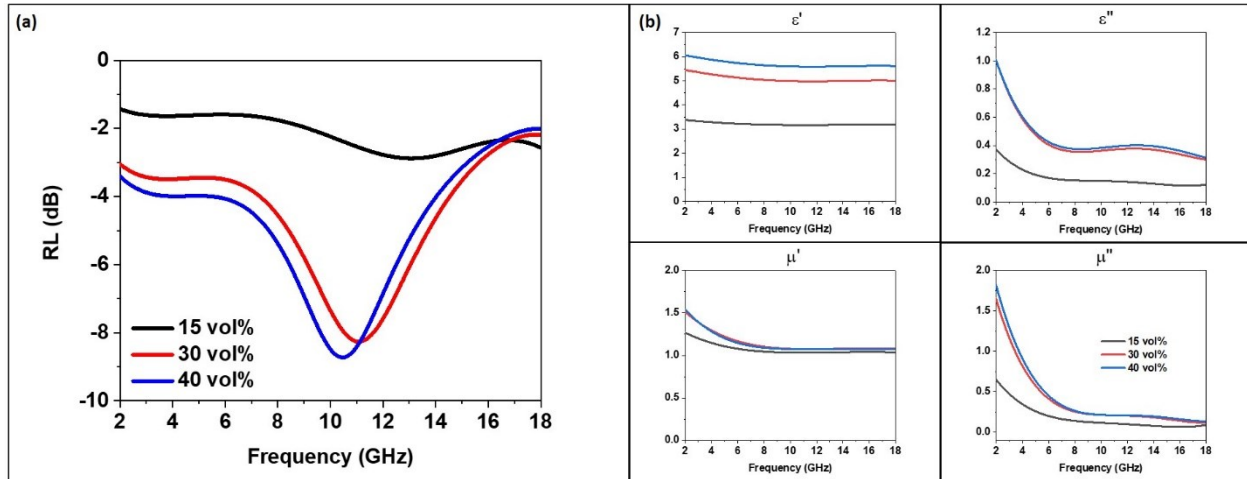 (a)
0
-2
-4
-6
-8
-10
RL (dB)
15 vol%
30 vol%
40 vol%
2 4 6 8 10 12 14 16 18
Frequency (GHz)
(b)
ε'
7
6
5
4
3
2
1
0
2 4 6 8 10 12 14 16 18
Frequency (GHz)
ε"
1.2
1.0
0.8
0.6
0.4
0.2
0.0
2 4 6 8 10 12 14 16 18
Frequency (GHz)
μ'
2.0
1.5
1.0
0.5
0.0
2 4 6 8 10 12 14 16 18
Frequency (GHz)
μ"
2.0
1.5
1.0
0.5
0.0
15 vol%
30 vol%
40 vol%
2 4 6 8 10 12 14 16 18
Frequency (GHz)